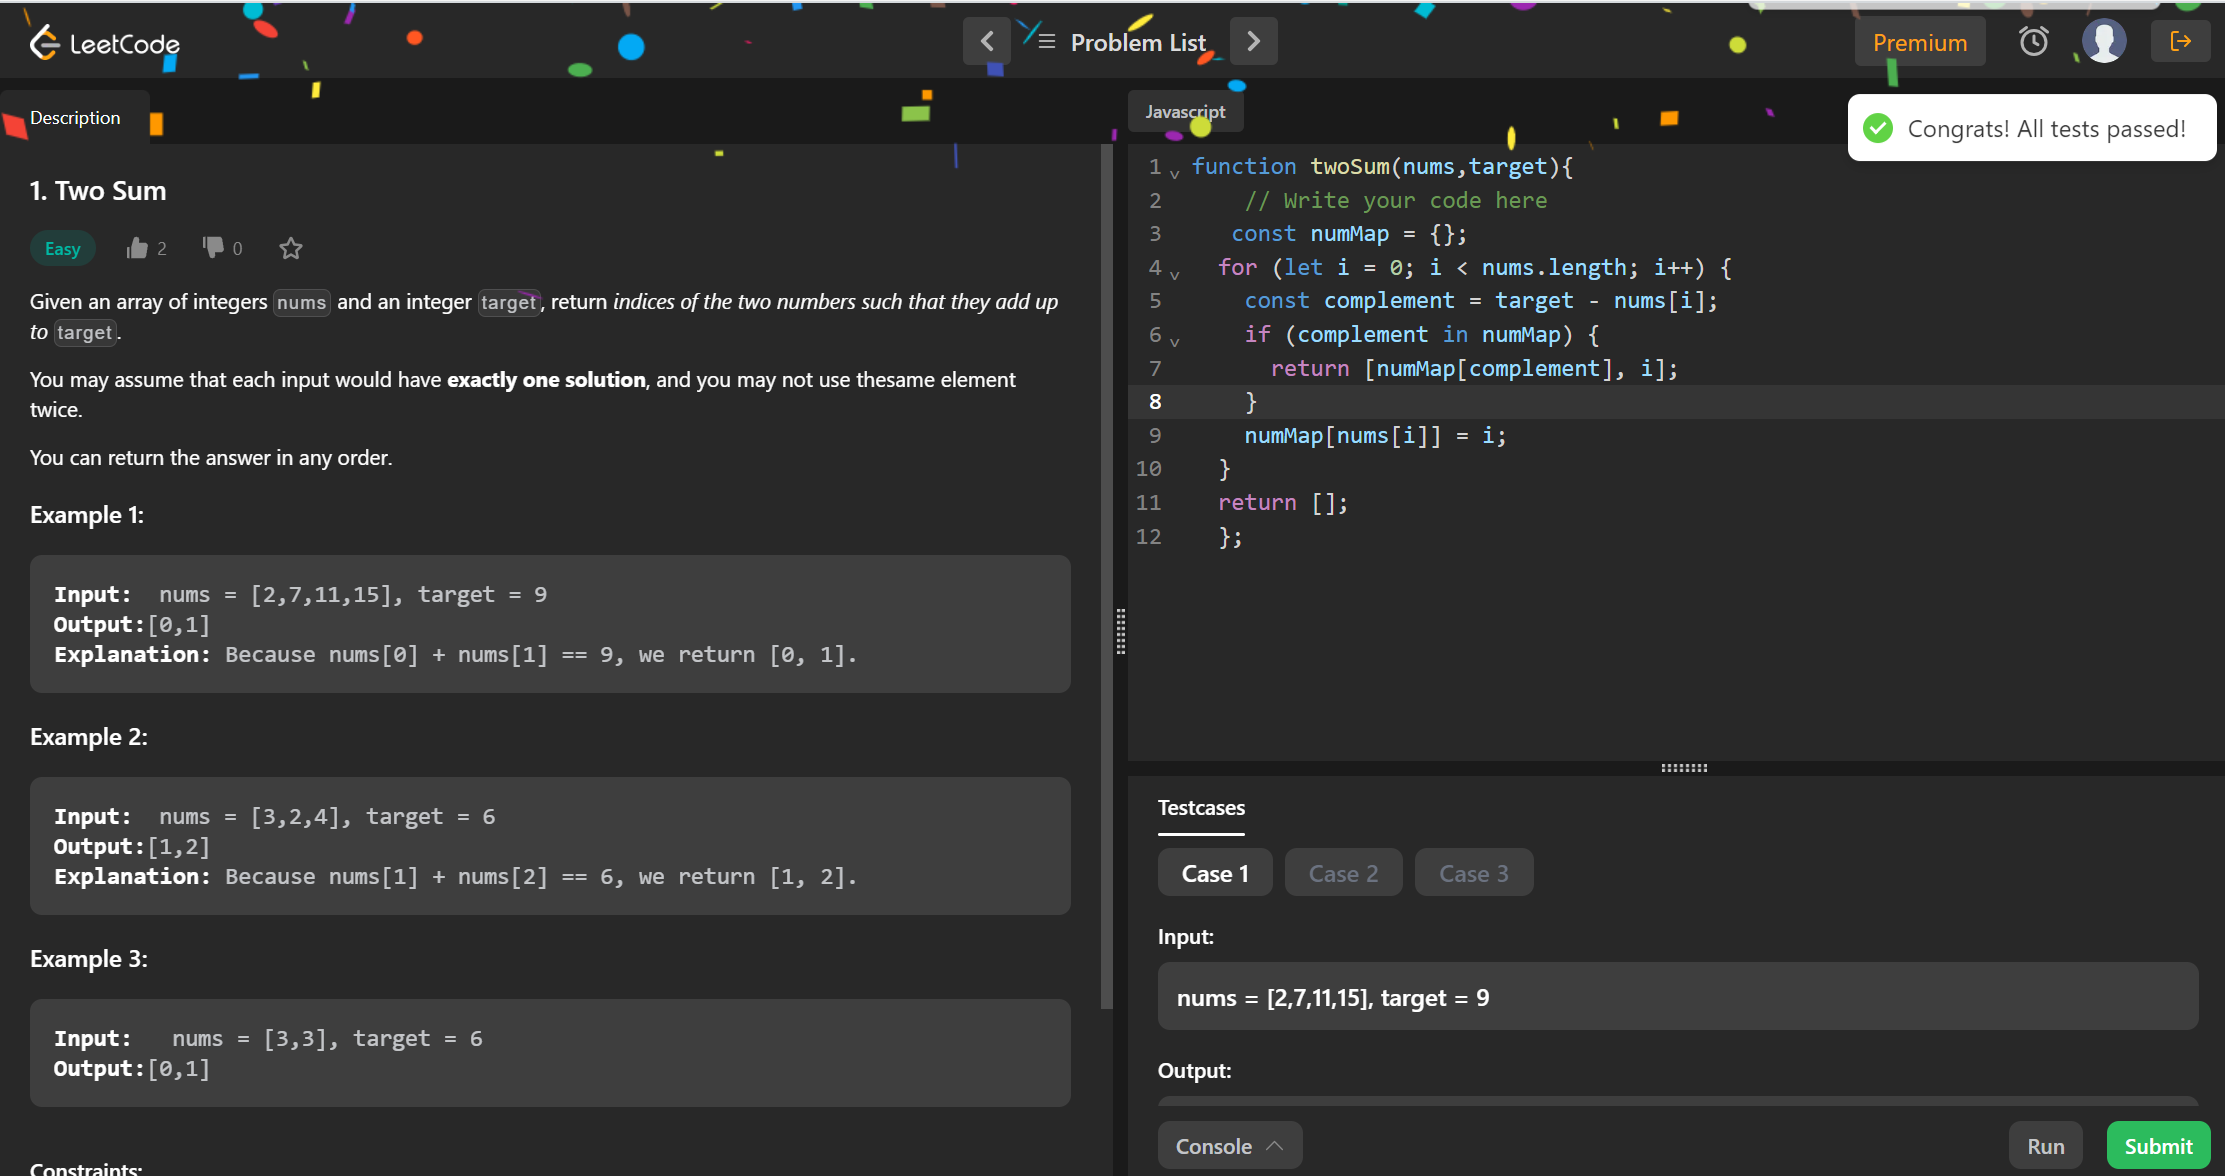 LeetCode
Problem List
Premium
Description
Javascript
Congrats! All tests passed!
1. Two Sum
Easy 2 0
Given an array of integers nums and an integer target, return indices of the two numbers such that they add up
to target.
You may assume that each input would have exactly one solution, and you may not use thesame element
twice.
You can return the answer in any order.
Example 1:
Input: nums = [2,7,11,15], target = 9
Output:[0,1]
Explanation: Because nums[0] + nums[1] == 9, we return [0, 1].
Example 2:
Input: nums = [3,2,4], target = 6
Output:[1,2]
Explanation: Because nums[1] + nums[2] == 6, we return [1, 2].
Example 3:
Input: nums = [3,3], target = 6
Output:[0,1]
Constraints:
1 function twoSum(nums,target){
2 // Write your code here
3 const numMap = {};
4 for (let i = 0; i < nums.length; i++) {
5 const complement = target - nums[i];
6 if (complement in numMap) {
7 return [numMap[complement], i];
8 }
9 numMap[nums[i]] = i;
10 }
11 return [];
12 };
Testcases
Case 1 Case 2 Case 3
Input:
nums = [2,7,11,15], target = 9
Output:
Console
Run
Submit